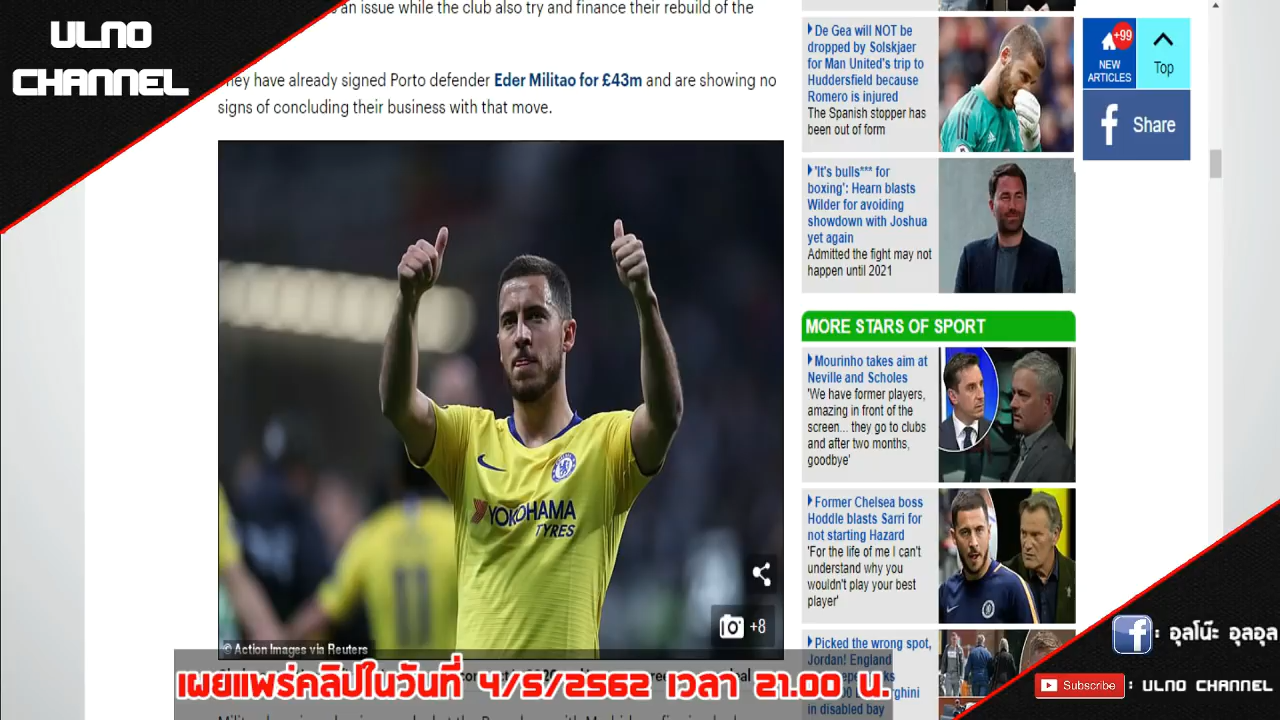 ULNO
CHANNEL
an issue while the club also try and finance their rebuild of the
hey have already signed Porto defender Eder Militao for £43m and are showing no
signs of concluding their business with that move.
YOKOHAMA
TYRES
11
+8
© Action Images via Reuters
De Gea will NOT be
dropped by Solskjaer
for Man United's trip to
Huddersfield because
Romero is injured
The Spanish stopper has
been out of form
'It's bulls*** for
boxing': Hearn blasts
Wilder for avoiding
showdown with Joshua
yet again
Admitted the fight may not
happen until 2021
MORE STARS OF SPORT
Mourinho takes aim at
Neville and Scholes
'We have former players,
amazing in front of the
screen... they go to clubs
and after two months,
goodbye'
Former Chelsea boss
Hoddle blasts Sarri for
not starting Hazard
'For the life of me I can't
understand why you
wouldn't play your best
player'
Picked the wrong spot,
Jordan! England
in disabled bay
+99
NEW
ARTICLES
Top
f Share
เผยแพร่คลิปในวันที่ 4/5/2562 เวลา 21.00 น.
f : อุลโน๊ะ อุลอุล
Subscribe : ULNO CHANNEL